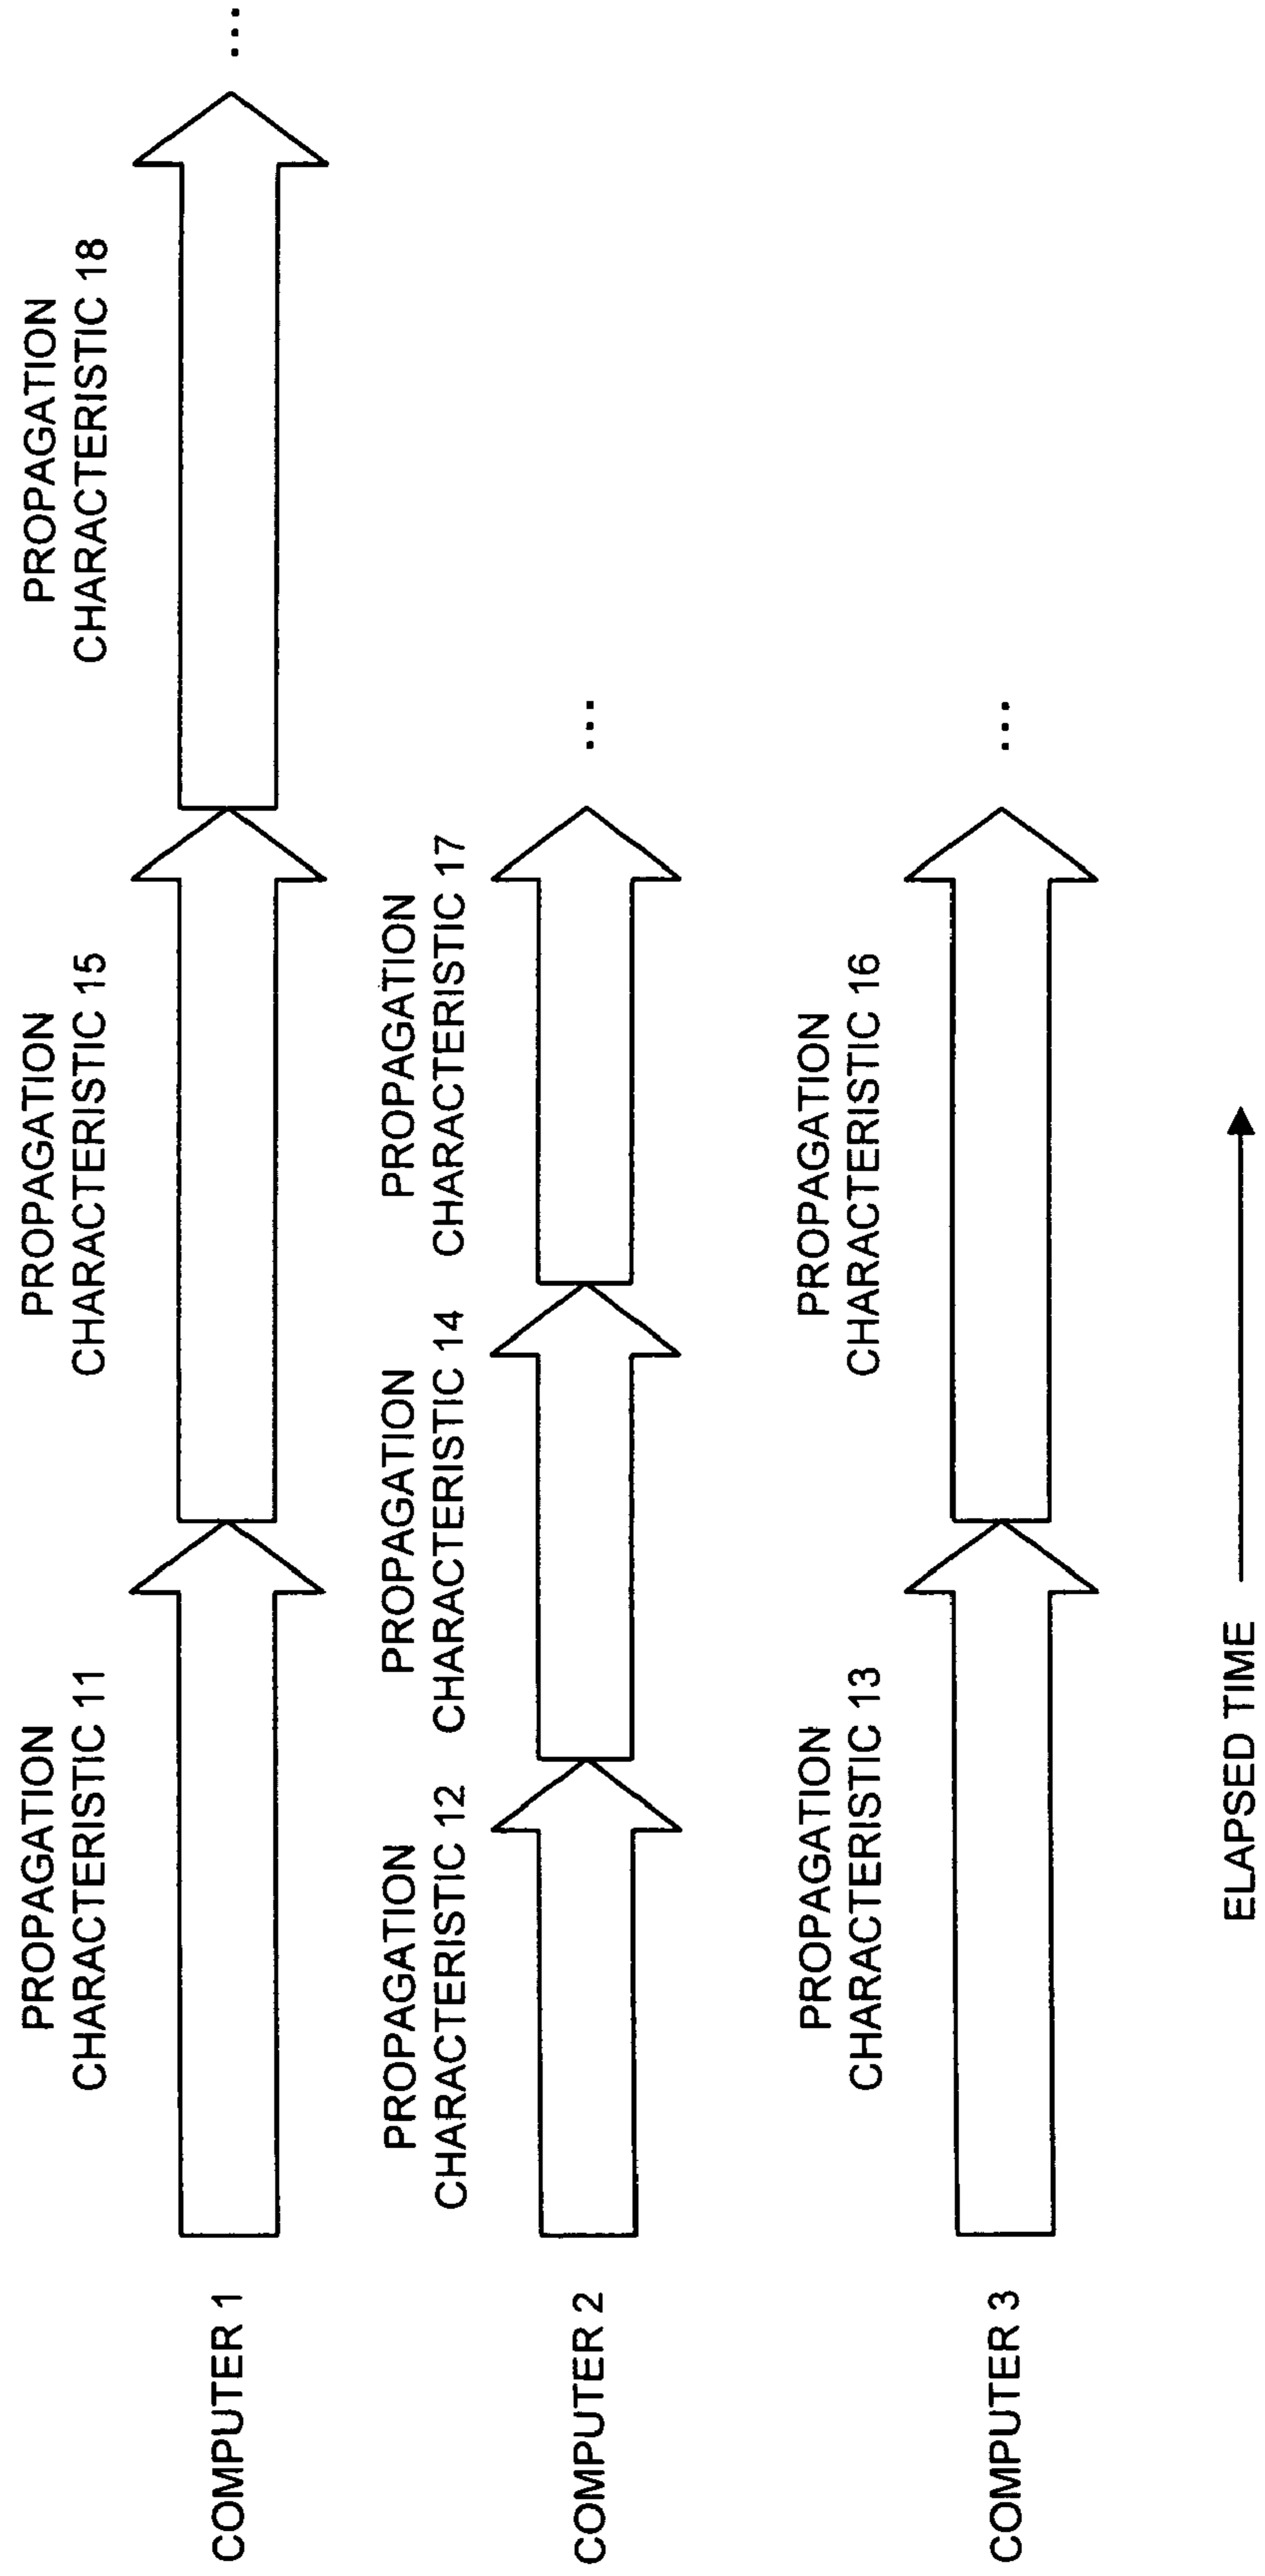 COMPUTER 1
PROPAGATION
CHARACTERISTIC 11
PROPAGATION
CHARACTERISTIC 15
PROPAGATION
CHARACTERISTIC 18
...
COMPUTER 2
PROPAGATION
CHARACTERISTIC 12
PROPAGATION
CHARACTERISTIC 14
PROPAGATION
CHARACTERISTIC 17
...
COMPUTER 3
PROPAGATION
CHARACTERISTIC 13
PROPAGATION
CHARACTERISTIC 16
...
ELAPSED TIME